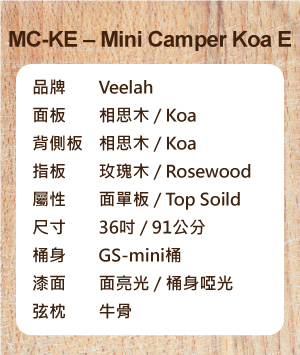 MC-KE – Mini Camper Koa E
品牌 Veelah
面板 相思木 / Koa
背側板 相思木 / Koa
指板 玫瑰木 / Rosewood
屬性 面單板 / Top Soild
尺寸 36吋 / 91公分
桶身 GS-mini桶
漆面 面亮光 / 桶身啞光
弦枕 牛骨